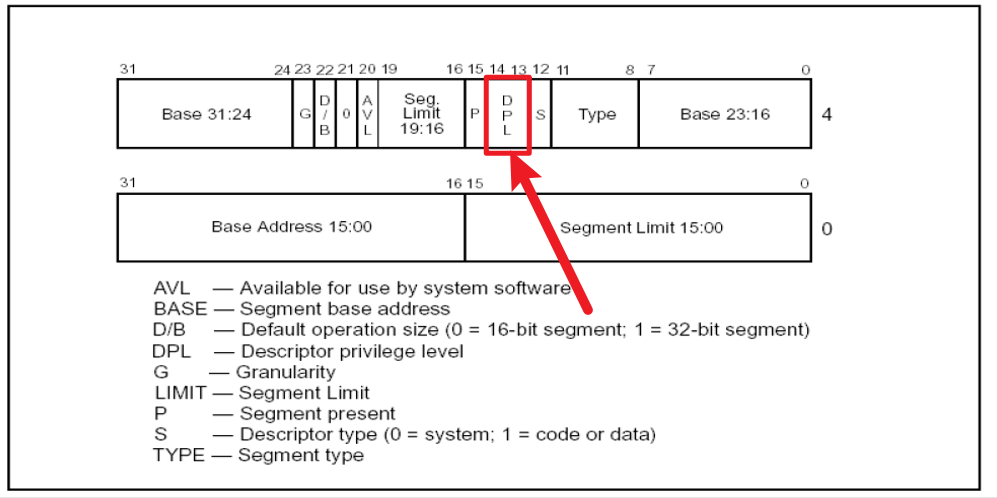 31 24 23 22 21 20 19 16 15 14 13 12 11 8 7 0
Base 31:24 G D/B 0 AVL Seg. Limit 19:16 P DPL S Type Base 23:16 4
31 16 15 0
Base Address 15:00 Segment Limit 15:00 0
AVL — Available for use by system software
BASE — Segment base address
D/B — Default operation size (0 = 16-bit segment; 1 = 32-bit segment)
DPL — Descriptor privilege level
G — Granularity
LIMIT — Segment Limit
P — Segment present
S — Descriptor type (0 = system; 1 = code or data)
TYPE — Segment type